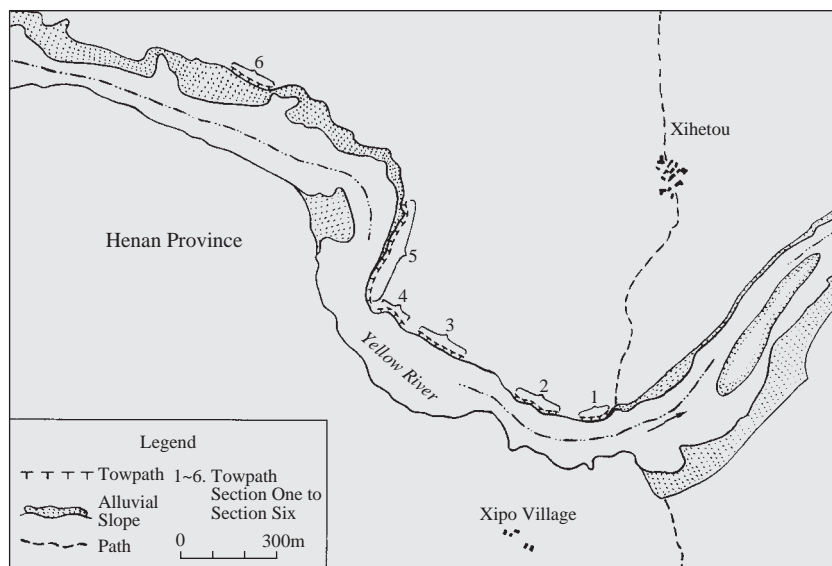 6
Xihetou
Henan Province
5
4
3
Yellow River
2
1
Legend
Towpath
1~6. Towpath
Section One to
Section Six
Alluvial
Slope
Path
0 300m
Xipo Village